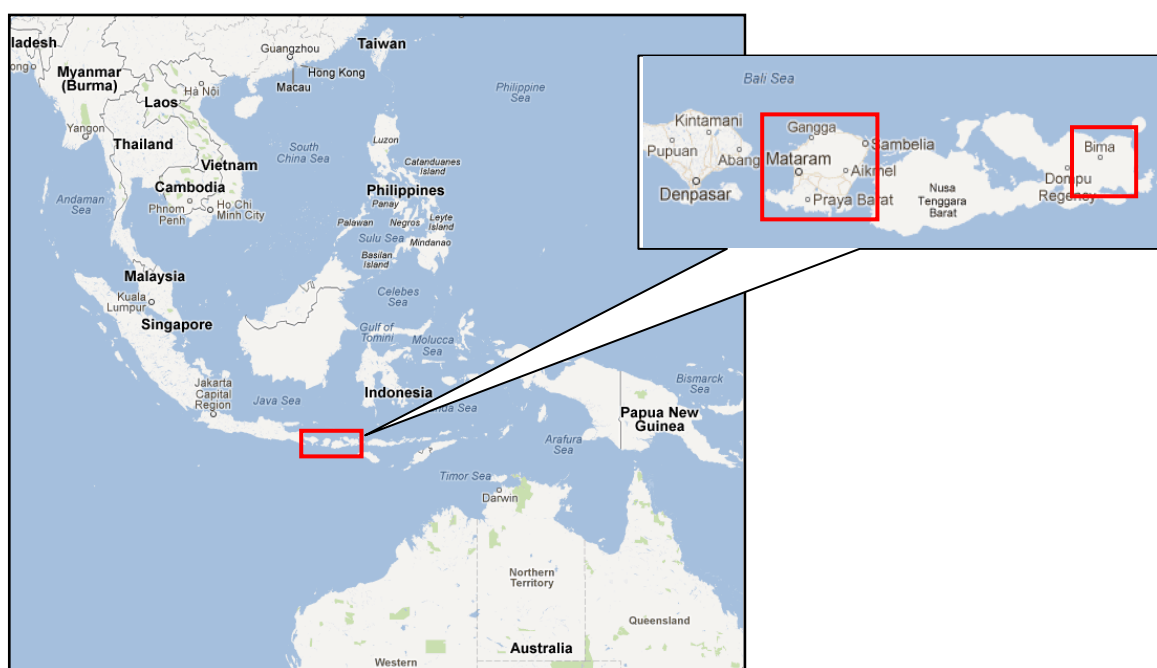 ladesh
Taiwan
Guangzhou
Hong Kong
Macau
Myanmar
(Burma)
Ha Nôi
Laos
Yangon
Thailand
Vietnam
Cambodia
Phnom
Penh
Ho Chi
Minh City
Andaman
Sea
South
China Sea
Philippine
Sea
Luzon
Catanduanes
Island
Philippines
Panay
Leyte
Island
Palawan
Negros
Mindanao
Sulu Sea
Basilan
Island
Malaysia
Kuala
Lumpur
Singapore
Celebes
Sea
Gulf of
Tomini
Molucca
Sea
Jakarta
Capital
Region
Java Sea
Indonesia
Bismarck
Sea
Papua New
Guinea
Arafura
Sea
Timor Sea
Darwin
Northern
Territory
Queensland
Australia
Western
Bali Sea
Kintamani
Pupuan
Abang
Denpasar
Gangga
Sambelia
Mataram
Aikmel
Praya Barat
Nusa
Tenggara
Barat
Bima
Dompu
Regency